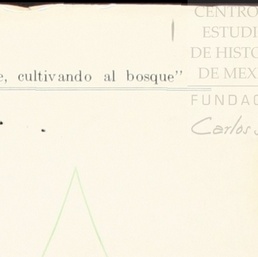 CENTRO
ESTUDI
DE HISTO
DE MEX
FUNDAC
Carlos
e, cultivando al bosque"